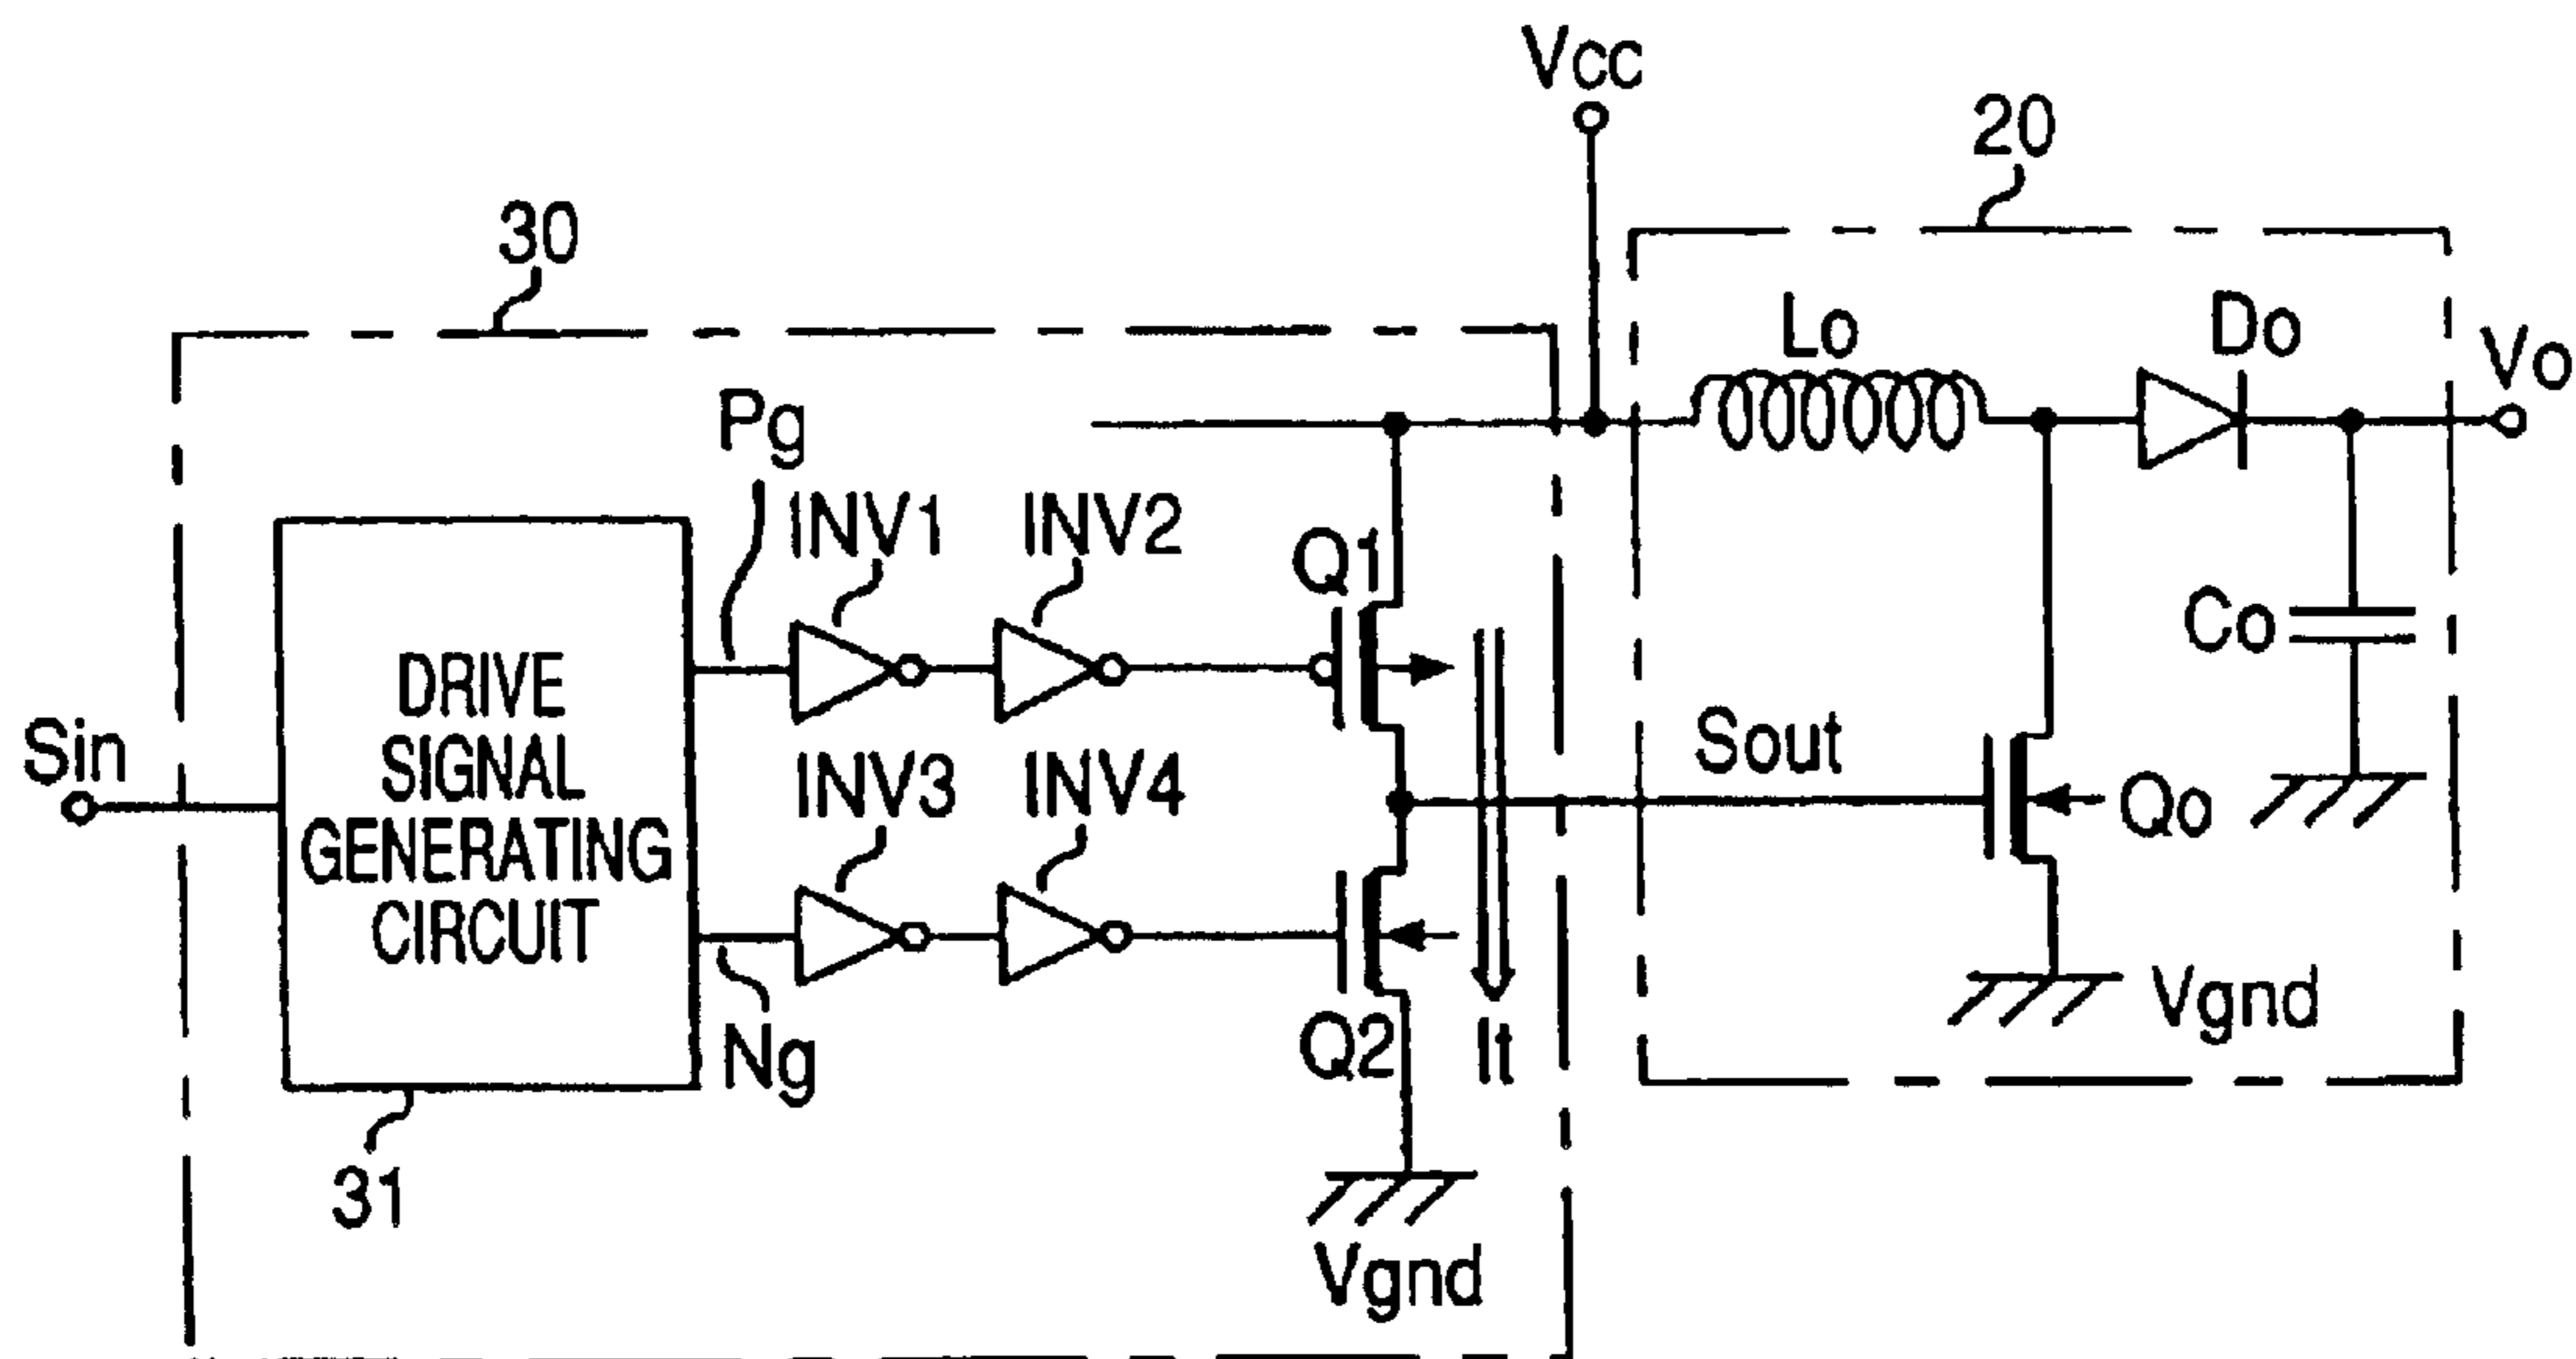 Vcc
20
30
Lo
Do
Vo
Pg
INV1
INV2
Q1
Co
DRIVE
SIGNAL
GENERATING
CIRCUIT
Sin
INV3
INV4
Sout
Qo
Ng
Q2
It
Vgnd
31
Vgnd